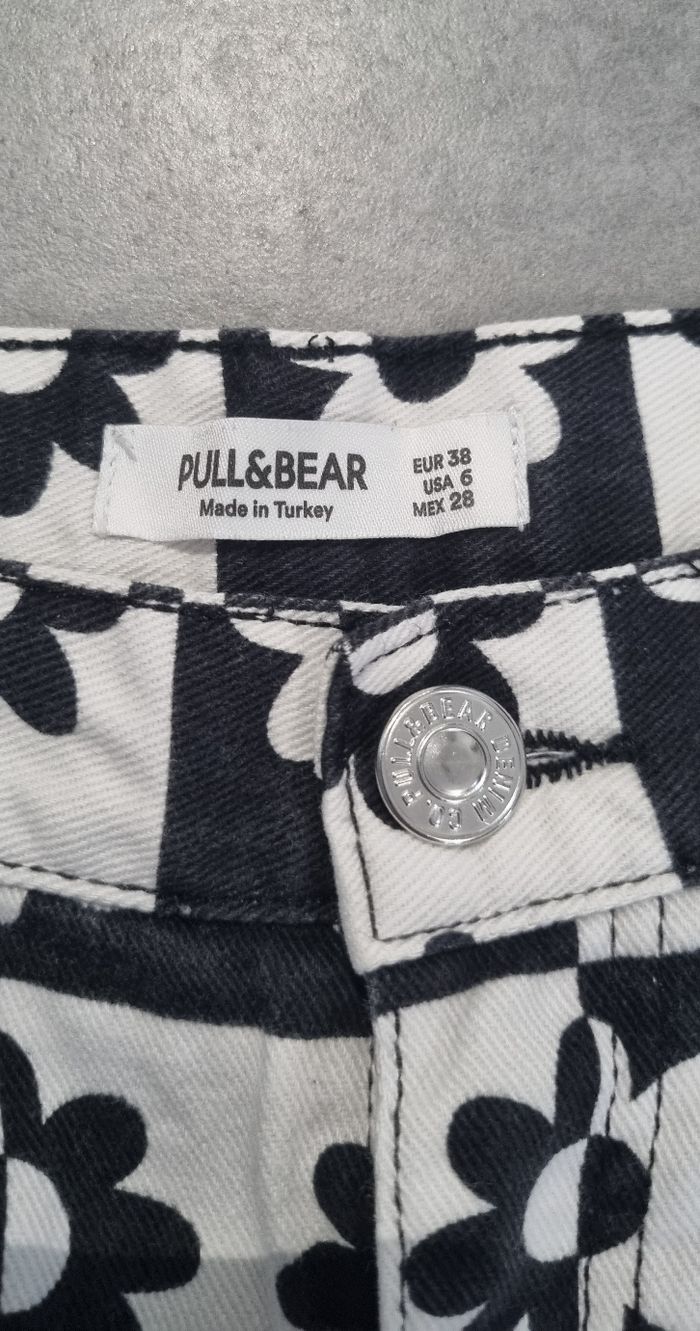 PULL&BEAR
Made in Turkey
EUR 38
USA 6
MEX 28
PULL&BEAR DENIM CO.